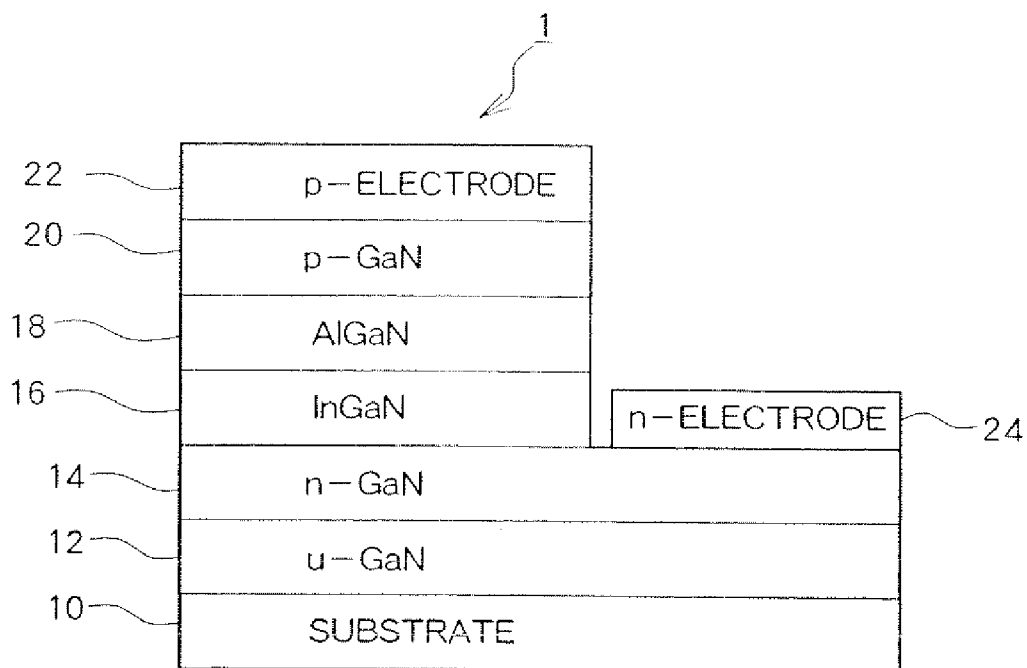 1
22 p-ELECTRODE
20 p-GaN
18 AlGaN
16 InGaN
n-ELECTRODE 24
14 n-GaN
12 u-GaN
10 SUBSTRATE